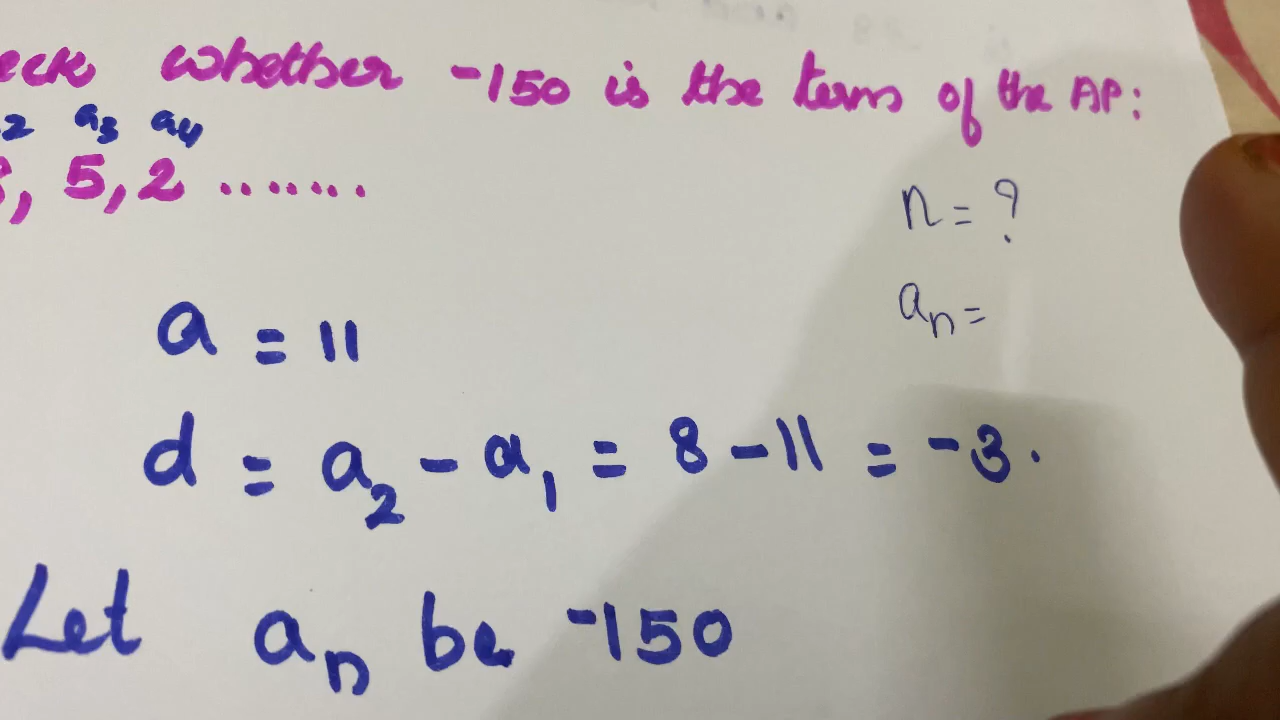 eck whether -150 is the term of the AP:
2 a3 a4
, 5, 2 .......
n = ?
an =
a = 11
d = a2 - a1 = 8 - 11 = -3.
Let an be -150